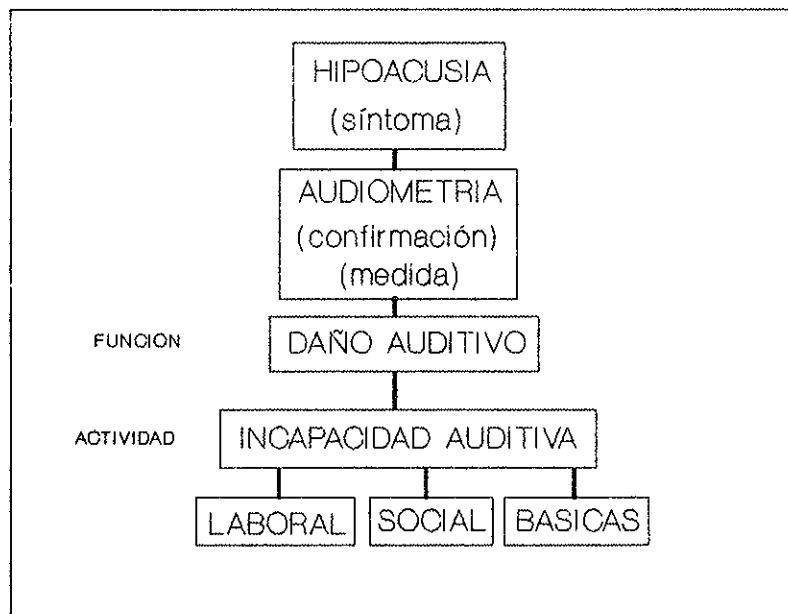 HIPOACUSIA
(síntoma)
AUDIOMETRIA
(confirmación)
(medida)
FUNCION
DAÑO AUDITIVO
ACTIVIDAD
INCAPACIDAD AUDITIVA
LABORAL
SOCIAL
BASICAS